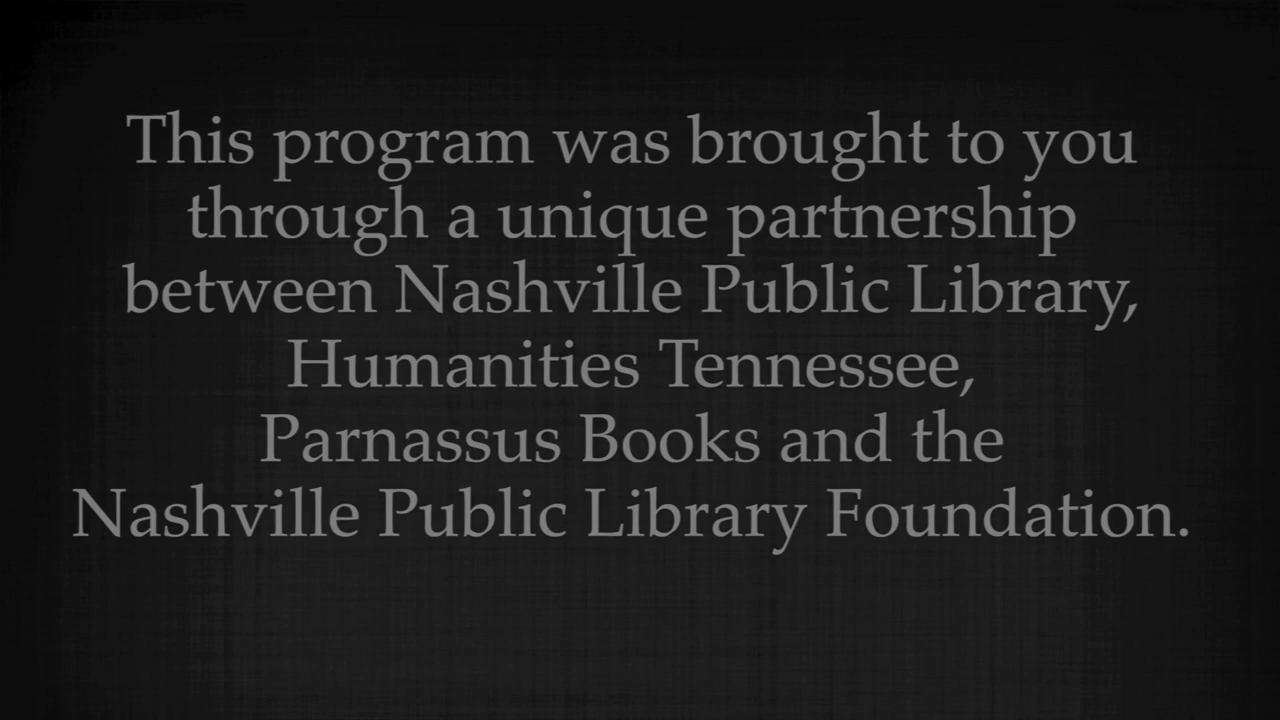 This program was brought to you
through a unique partnership
between Nashville Public Library,
Humanities Tennessee,
Parnassus Books and the
Nashville Public Library Foundation.